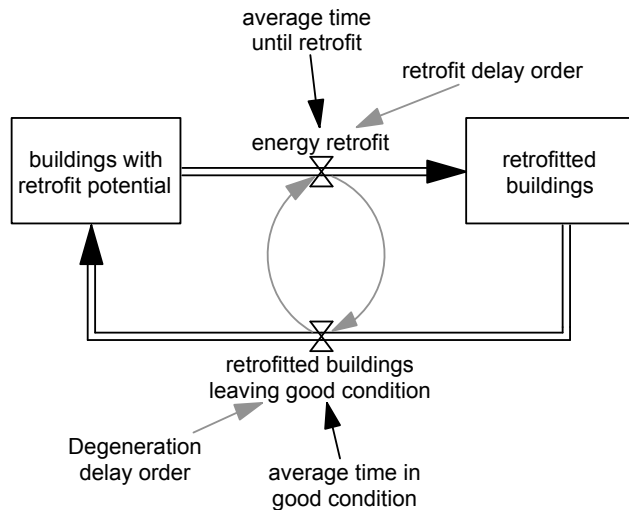 average time
until retrofit
retrofit delay order
energy retrofit
buildings with
retrofit potential
retrofitted
buildings
retrofitted buildings
leaving good condition
Degeneration
delay order
average time in
good condition